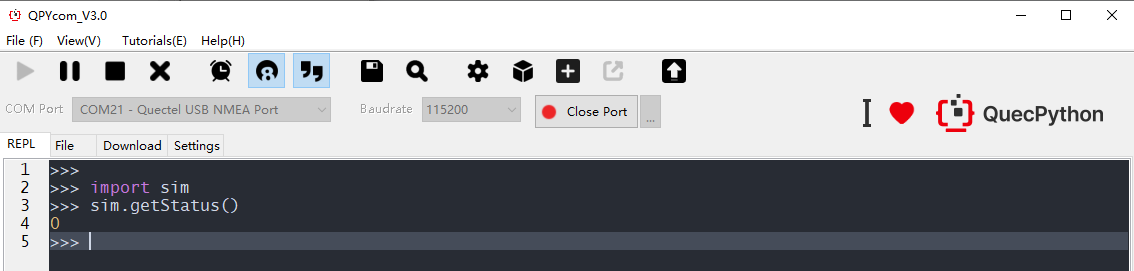 QPYcom_V3.0
File (F) View(V) Tutorials(E) Help(H)
COM Port COM21 - Quectel USB NMEA Port Baudrate 115200 Close Port ... I QuecPython
REPL File Download Settings
1 >>>
2 >>> import sim
3 >>> sim.getStatus()
4 0
5 >>>